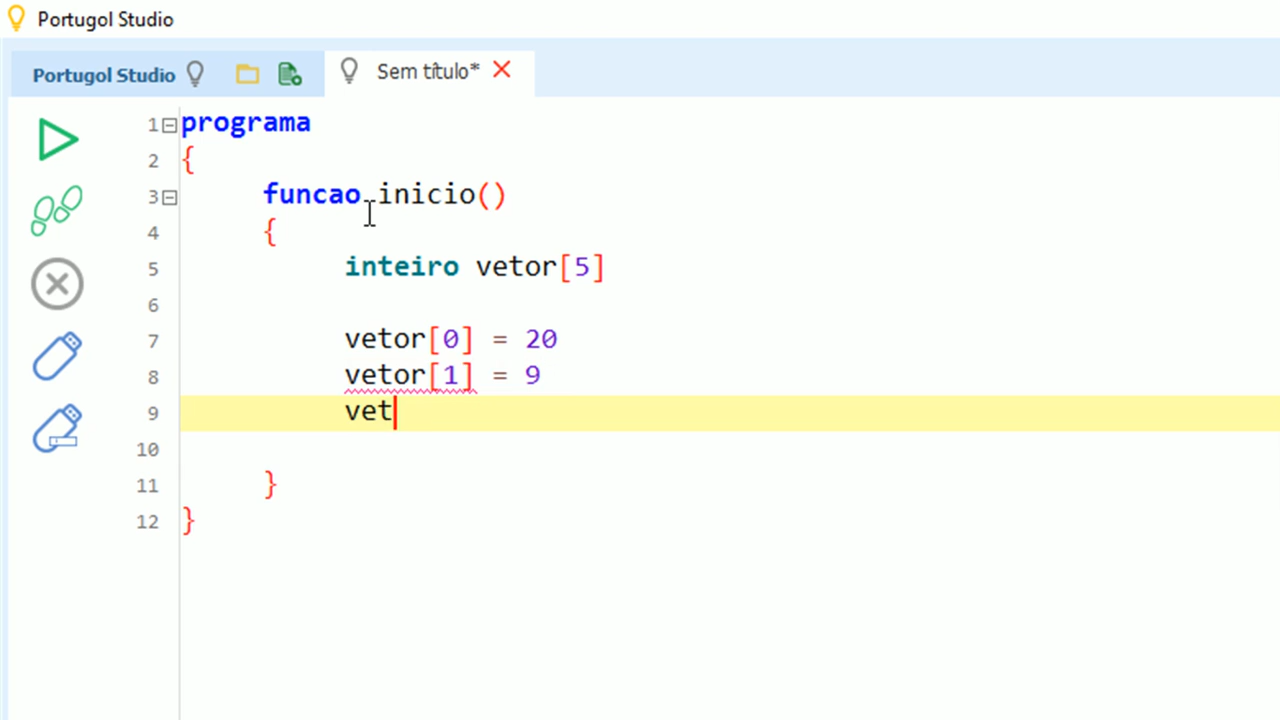 Portugol Studio
Portugol Studio Sem título*
1 programa
2 {
3 funcao inicio()
4 {
5 inteiro vetor[5]
6
7 vetor[0] = 20
8 vetor[1] = 9
9 vet
10
11 }
12 }